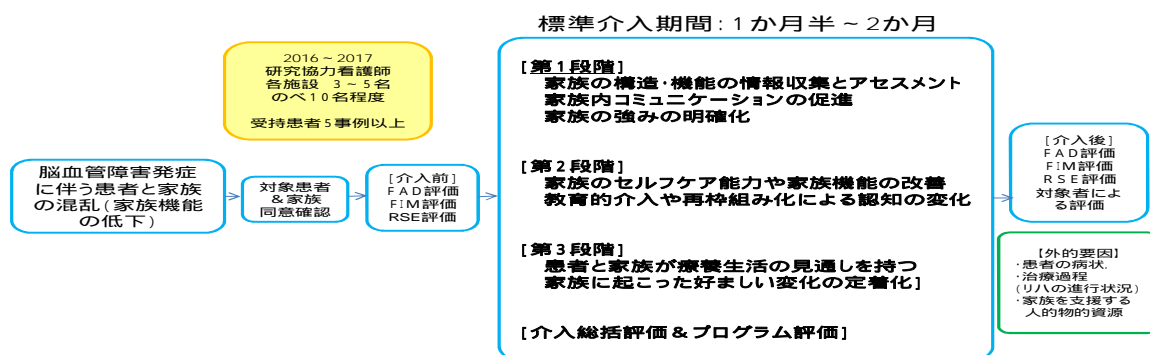 標準介入期間:1か月半~2か月
2016~2017
研究協力看護師
各施設 3~5名
のべ10名程度
受持患者5事例以上
脳血管障害発症
に伴う患者と家族
の混乱(家族機能
の低下)
対象患者
&家族
同意確認
[介入前]
FAD評価
FIM評価
RSE評価
[第1段階]
家族の構造・機能の情報収集とアセスメント
家族内コミュニケーションの促進
家族の強みの明確化
[第2段階]
家族のセルフケア能力や家族機能の改善
教育的介入や再枠組み化による認知の変化
[第3段階]
患者と家族が療養生活の見通しを持つ
家族に起こった好ましい変化の定着化]
[介入総括評価&プログラム評価]
[介入後]
FAD評価
FIM評価
RSE評価
対象者によ
る評価
【外的要因】
・患者の病状.
・治療過程
(リハの進行状況)
・家族を支援する
人的物的資源